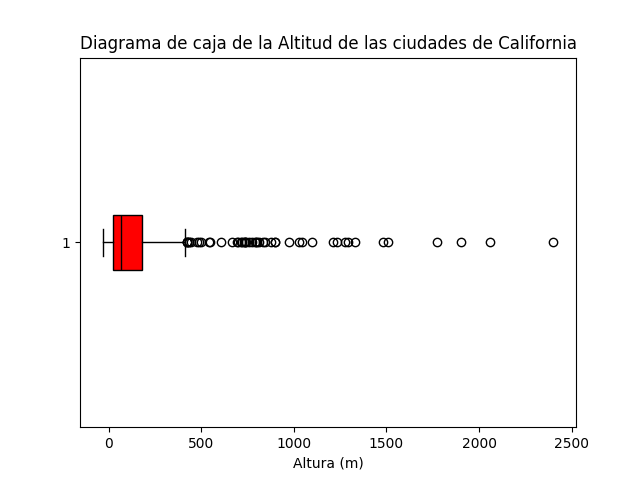 Diagrama de caja de la Altitud de las ciudades de California
1
0 500 1000 1500 2000 2500
Altura (m)